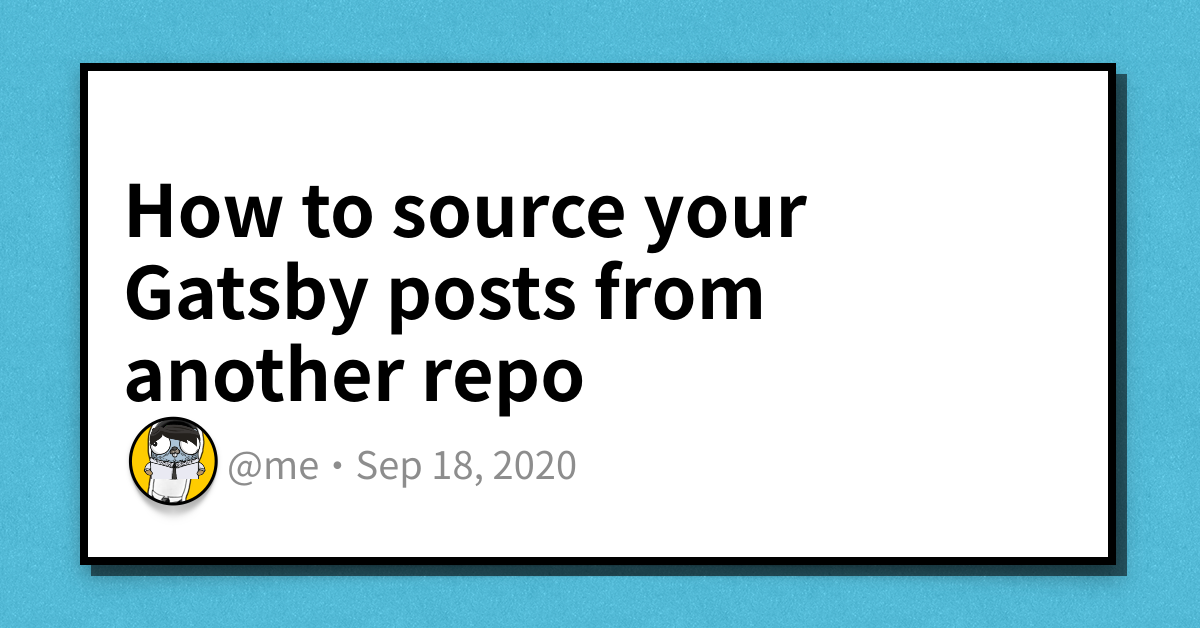 How to source your
Gatsby posts from
another repo
@me • Sep 18, 2020